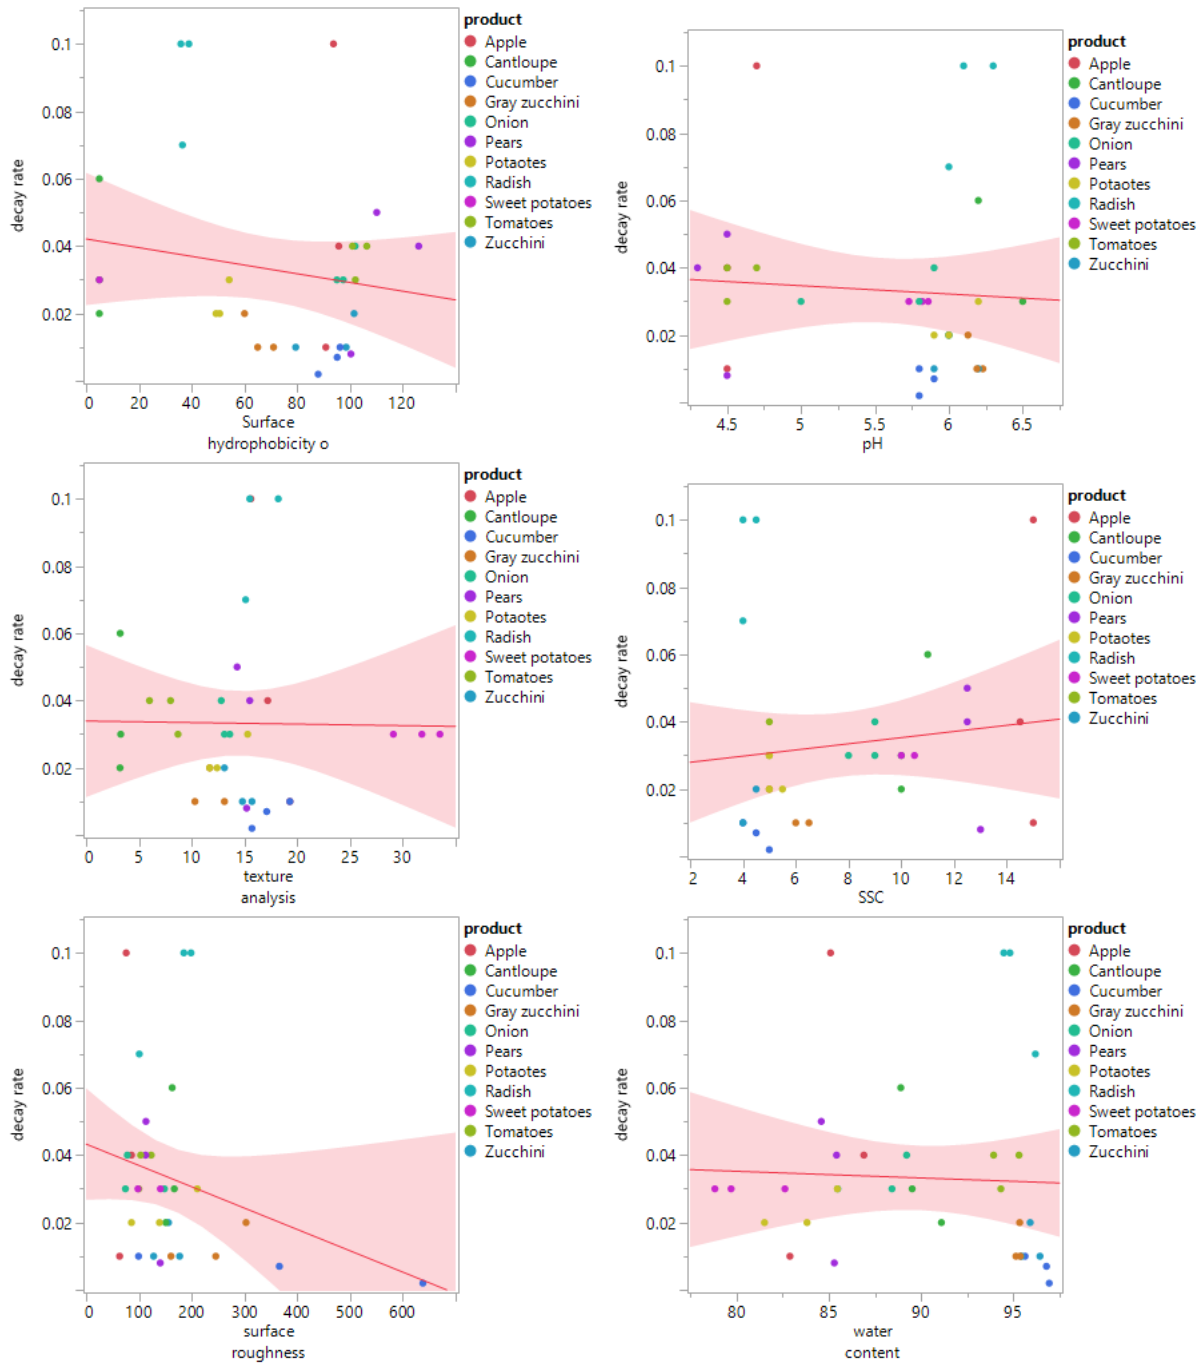 product
Apple
Cantloupe
Cucumber
Gray zucchini
Onion
Pears
Potaotes
Radish
Sweet potatoes
Tomatoes
Zucchini
decay rate
0.1
0.08
0.06
0.04
0.02
0 20 40 60 80 100 120
Surface
hydrophobicity o
product
Apple
Cantloupe
Cucumber
Gray zucchini
Onion
Pears
Potaotes
Radish
Sweet potatoes
Tomatoes
Zucchini
decay rate
0.1
0.08
0.06
0.04
0.02
4.5 5 5.5 6 6.5
pH
product
Apple
Cantloupe
Cucumber
Gray zucchini
Onion
Pears
Potaotes
Radish
Sweet potatoes
Tomatoes
Zucchini
decay rate
0.1
0.08
0.06
0.04
0.02
0 5 10 15 20 25 30
texture
analysis
product
Apple
Cantloupe
Cucumber
Gray zucchini
Onion
Pears
Potaotes
Radish
Sweet potatoes
Tomatoes
Zucchini
decay rate
0.1
0.08
0.06
0.04
0.02
2 4 6 8 10 12 14
SSC
product
Apple
Cantloupe
Cucumber
Gray zucchini
Onion
Pears
Potaotes
Radish
Sweet potatoes
Tomatoes
Zucchini
decay rate
0.1
0.08
0.06
0.04
0.02
0 100 200 300 400 500 600
surface
roughness
product
Apple
Cantloupe
Cucumber
Gray zucchini
Onion
Pears
Potaotes
Radish
Sweet potatoes
Tomatoes
Zucchini
decay rate
0.1
0.08
0.06
0.04
0.02
80 85 90 95
water
content